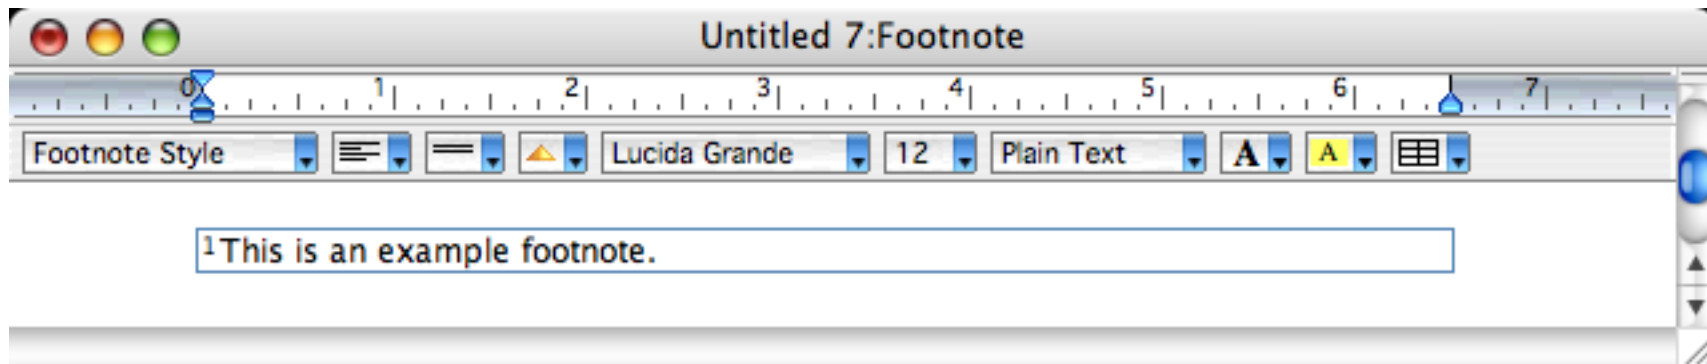 Untitled 7:Footnote
0 1 2 3 4 5 6 7
Footnote Style Lucida Grande 12 Plain Text A A
1This is an example footnote.